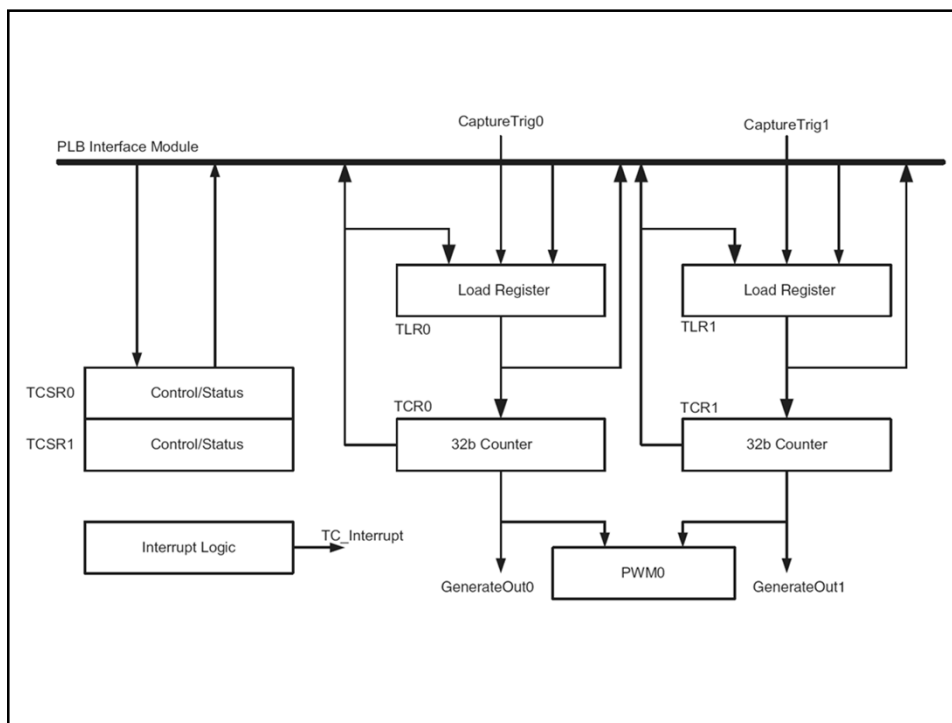 CaptureTrig0
CaptureTrig1
PLB Interface Module
Load Register
Load Register
TLR0
TLR1
TCSR0
Control/Status
TCR0
TCR1
TCSR1
Control/Status
32b Counter
32b Counter
Interrupt Logic
TC_Interrupt
PWM0
GenerateOut0
GenerateOut1